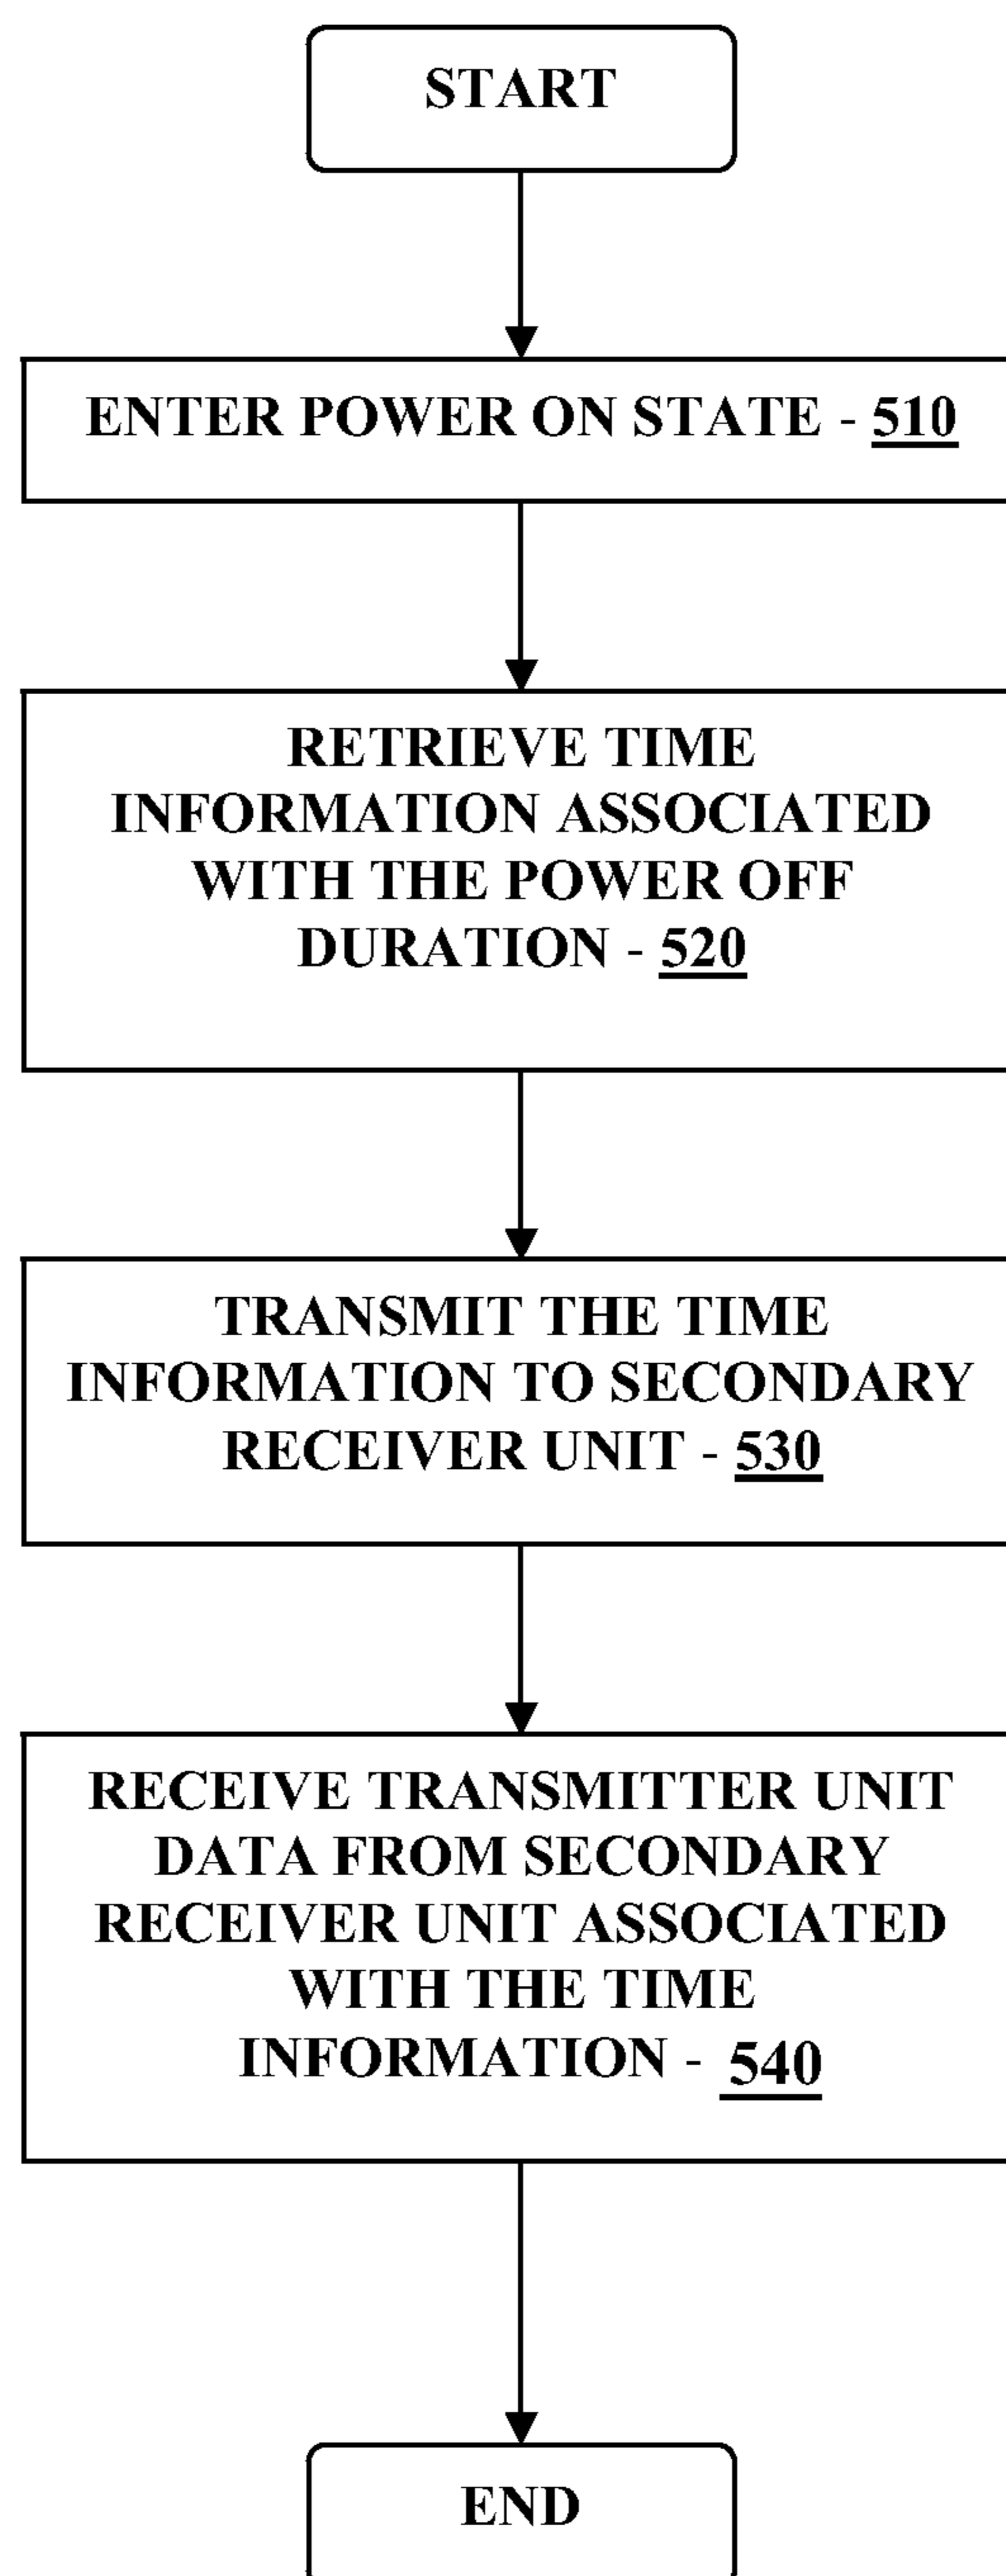 START
ENTER POWER ON STATE - 510
RETRIEVE TIME
INFORMATION ASSOCIATED
WITH THE POWER OFF
DURATION - 520
TRANSMIT THE TIME
INFORMATION TO SECONDARY
RECEIVER UNIT - 530
RECEIVE TRANSMITTER UNIT
DATA FROM SECONDARY
RECEIVER UNIT ASSOCIATED
WITH THE TIME
INFORMATION - 540
END